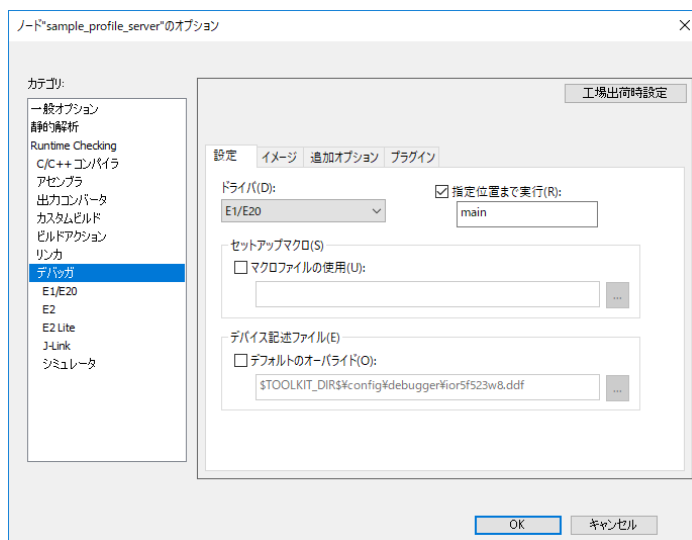 ノード"sample_profile_server"のオプション
カテゴリ:
一般オプション
静的解析
Runtime Checking
C/C++ コンパイラ
アセンブラ
出力コンバータ
カスタムビルド
ビルドアクション
リンカ
デバッガ
E1/E20
E2
E2 Lite
J-Link
シミュレータ
工場出荷時設定
設定 イメージ 追加オプション プラグイン
ドライバ(D):
E1/E20
指定位置まで実行(R):
main
セットアップマクロ(S)
マクロファイルの使用(U):
...
デバイス記述ファイル(E)
デフォルトのオーバライド(O):
$TOOLKIT_DIR$¥config¥debugger¥ior5f523w8.ddf
...
OK キャンセル